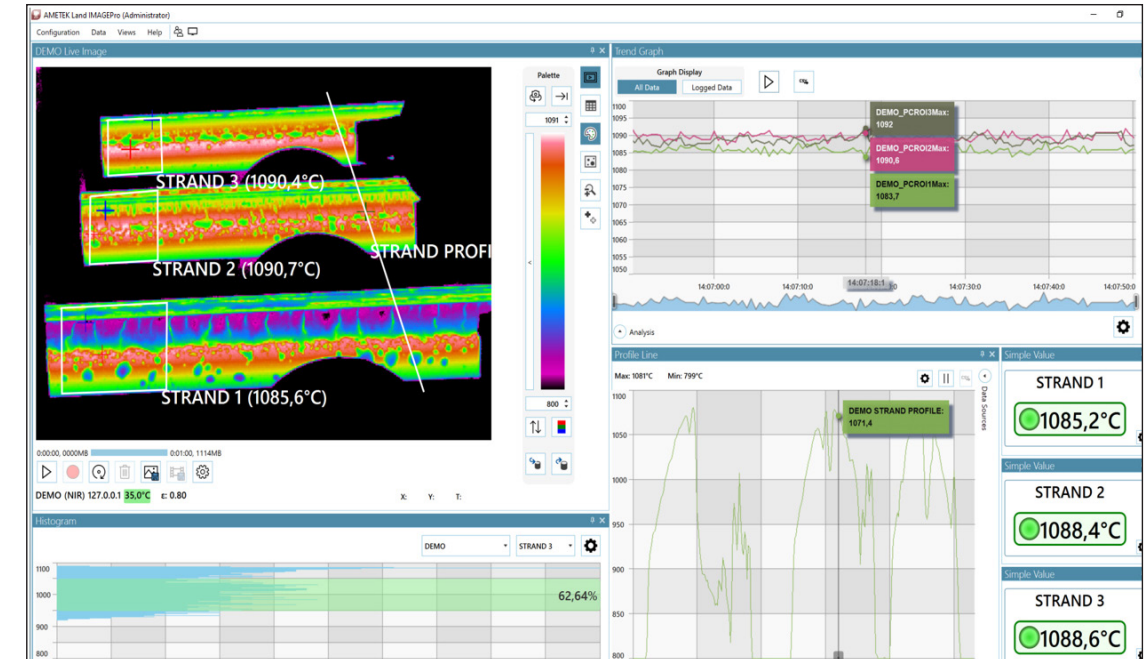 AMETEK Land IMAGEPro (Administrator)
Configuration Data Views Help
DEMO Live Image
Palette
1091
800
STRAND 3 (1090,4°C)
STRAND PROFI
STRAND 2 (1090,7°C)
STRAND 1 (1085,6°C)
0:00:00, 0000MB 0:01:00, 1114MB
DEMO (NIR) 127.0.0.1 35,0°C ε: 0.80 X: Y: T:
Trend Graph
Graph Display
All Data Logged Data
1100
1095
1090
1085
1080
1075
1070
1065
1060
1055
1050
DEMO_PCROI3Max:
1092
DEMO_PCROI2Max:
1090,6
DEMO_PCROI1Max:
1083,7
14:07:00:0 14:07:10 14:07:18:1 14:07:30:0 14:07:40:0 14:07:50:0
Analysis
Histogram
DEMO STRAND 3
1100
1000
900
800
62,64%
Profile Line
Max: 1081°C Min: 799°C
1100
1050
1000
950
900
850
800
DEMO STRAND PROFILE:
1071,4
Data Sources
Simple Value
STRAND 1
1085,2°C
Simple Value
STRAND 2
1088,4°C
Simple Value
STRAND 3
1088,6°C